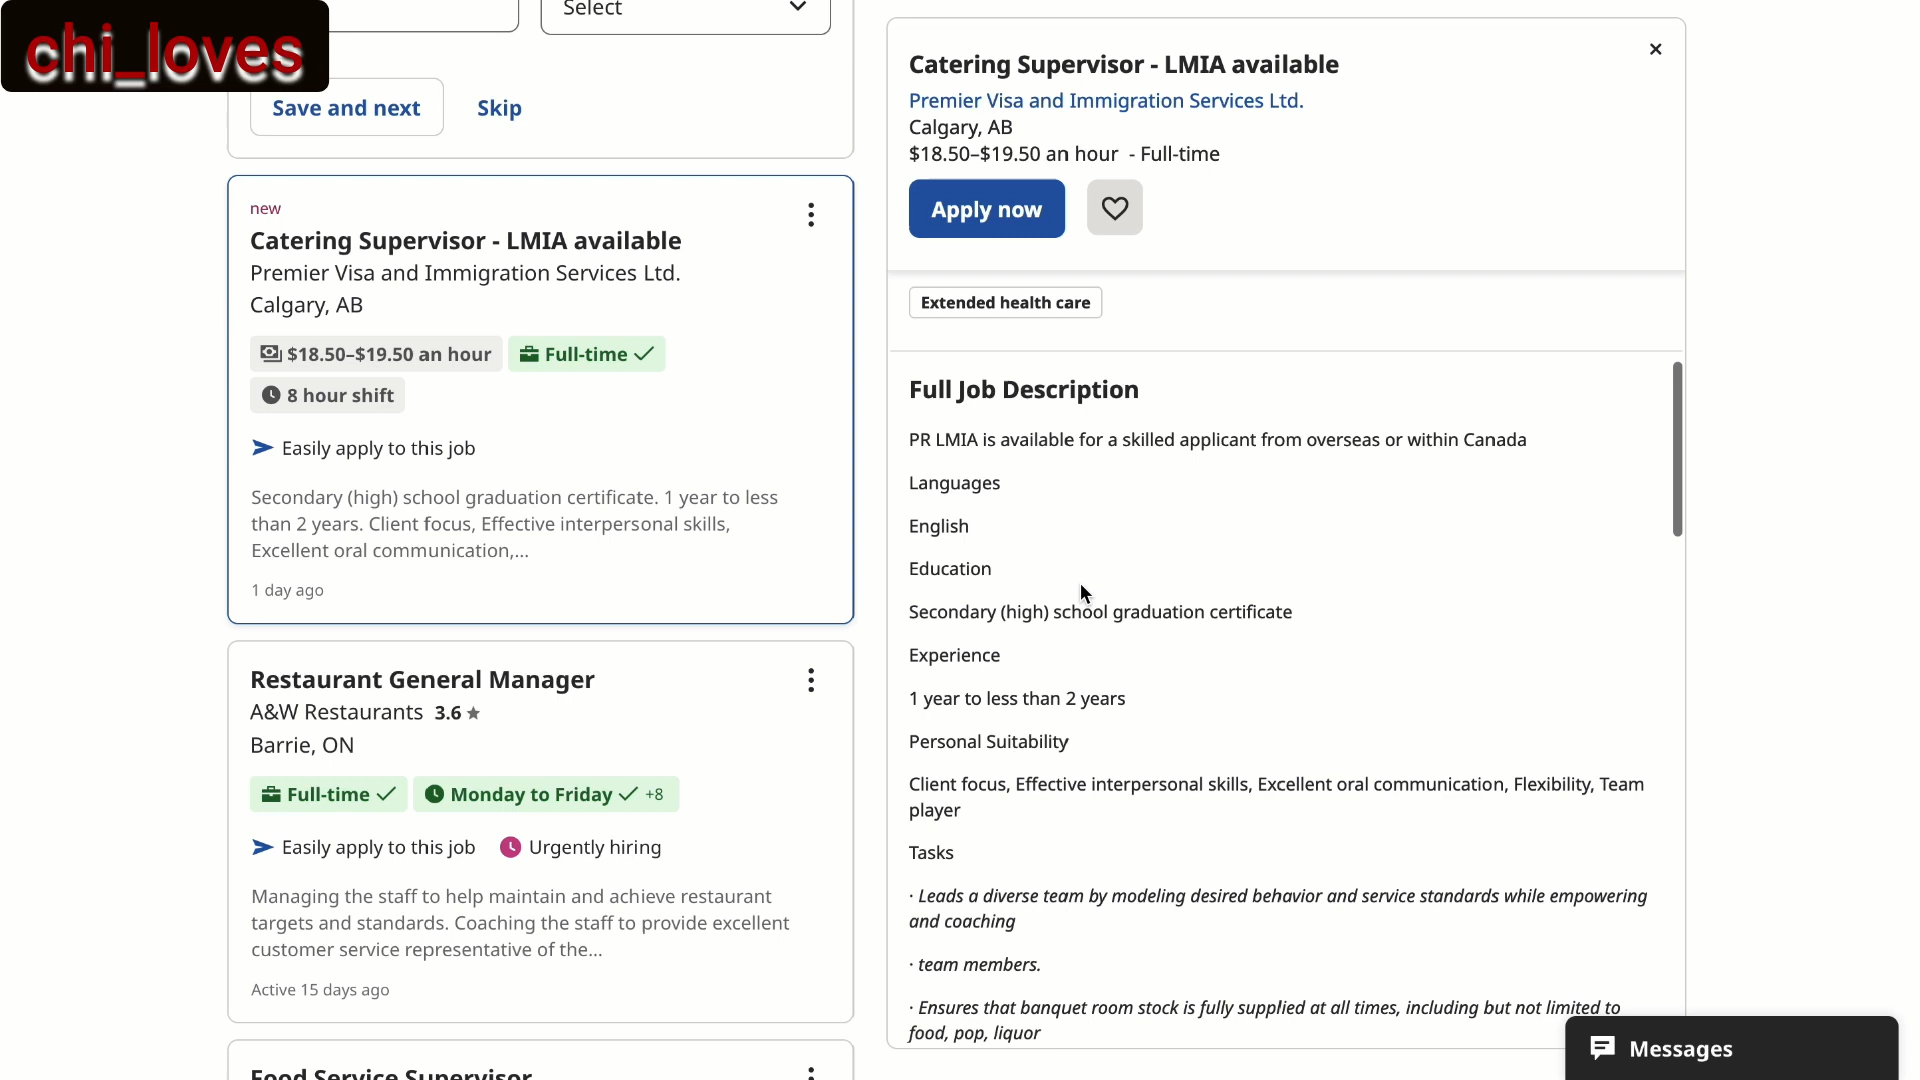 chi_loves
Select
Save and next
Skip
new
Catering Supervisor - LMIA available
Premier Visa and Immigration Services Ltd.
Calgary, AB
$18.50–$19.50 an hour
Full-time
8 hour shift
Easily apply to this job
Secondary (high) school graduation certificate. 1 year to less
than 2 years. Client focus, Effective interpersonal skills,
Excellent oral communication,...
1 day ago
Restaurant General Manager
A&W Restaurants 3.6
Barrie, ON
Full-time
Monday to Friday +8
Easily apply to this job
Urgently hiring
Managing the staff to help maintain and achieve restaurant
targets and standards. Coaching the staff to provide excellent
customer service representative of the...
Active 15 days ago
Food Service Supervisor
Catering Supervisor - LMIA available
Premier Visa and Immigration Services Ltd.
Calgary, AB
$18.50–$19.50 an hour - Full-time
Apply now
Extended health care
Full Job Description
PR LMIA is available for a skilled applicant from overseas or within Canada
Languages
English
Education
Secondary (high) school graduation certificate
Experience
1 year to less than 2 years
Personal Suitability
Client focus, Effective interpersonal skills, Excellent oral communication, Flexibility, Team
player
Tasks
· Leads a diverse team by modeling desired behavior and service standards while empowering
and coaching
· team members.
· Ensures that banquet room stock is fully supplied at all times, including but not limited to
food, pop, liquor
Messages